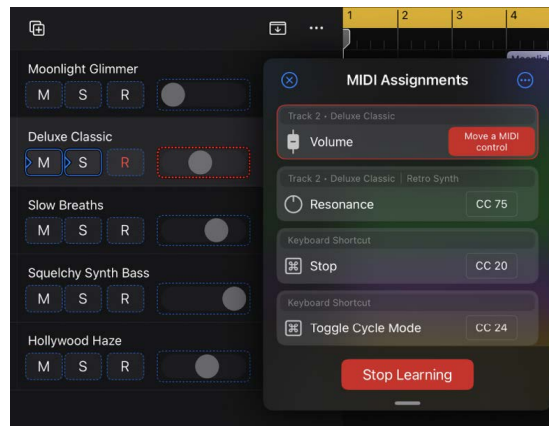 1 2 3 4
Moonlight Glimmer
M S R
Deluxe Classic
M S R
Slow Breaths
M S R
Squelchy Synth Bass
M S R
Hollywood Haze
M S R
MIDI Assignments
Track 2 • Deluxe Classic
Volume
Move a MIDI
control
Track 2 • Deluxe Classic | Retro Synth
Resonance CC 75
Keyboard Shortcut
Stop CC 20
Keyboard Shortcut
Toggle Cycle Mode CC 24
Stop Learning